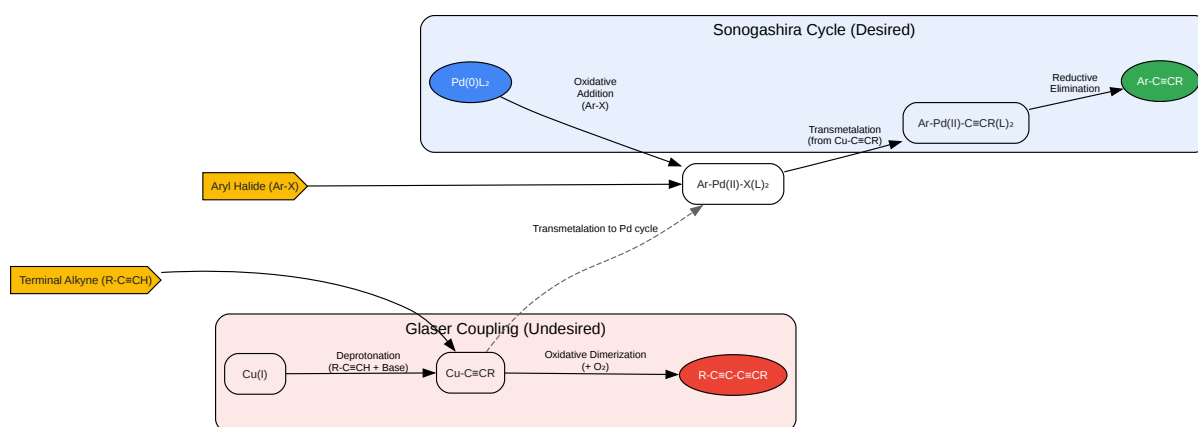 Sonogashira Cycle (Desired)
Pd(0)L₂
Oxidative
Addition
(Ar-X)
Reductive
Elimination
Ar-C≡CR
Ar-Pd(II)-C≡CR(L)₂
Transmetalation
(from Cu-C≡CR)
Aryl Halide (Ar-X)
Ar-Pd(II)-X(L)₂
Transmetalation to Pd cycle
Terminal Alkyne (R-C≡CH)
Glaser Coupling (Undesired)
Cu(I)
Deprotonation
(R-C≡CH + Base)
Cu-C≡CR
Oxidative Dimerization
(+ O₂)
R-C≡C-C≡CR